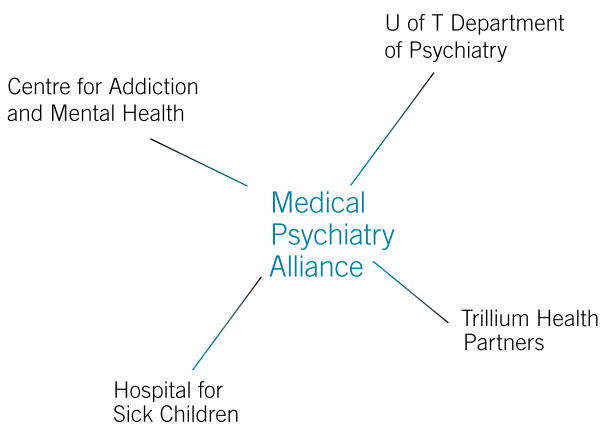 U of T Department
of Psychiatry
Centre for Addiction
and Mental Health
Medical
Psychiatry
Alliance
Trillium Health
Partners
Hospital for
Sick Children